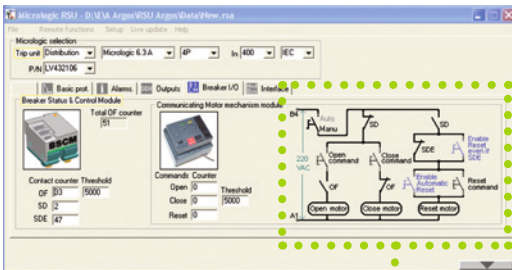 Micrologic RSU - D:\E\A Argos\RSU Argos\Data\New.rsa
File Remote functions Setup Live update Help
Micrologic selection
Trip unit Distribution Micrologic 6.3 A 4P In 400 IEC
P/N LV432106
Basic prot. Alarms. Outputs Breaker I/O Interface
Breaker Status & Control Module
Total OF counter
51
BSCM
Contact counter Threshold
OF 33 5000
SD 2
SDE 47
Communicating Motor mechanism module
Commands Counter
Open 0
Threshold
Close 0 5000
Reset 0
B4
Auto
Manu
SD
SD
220
VAC
Open
command
Close
command
SDE
Enable
Reset
even if
SDE
OF
OF
Enable
Automatic
Reset
Reset
command
A1
Open motor Close motor Reset motor